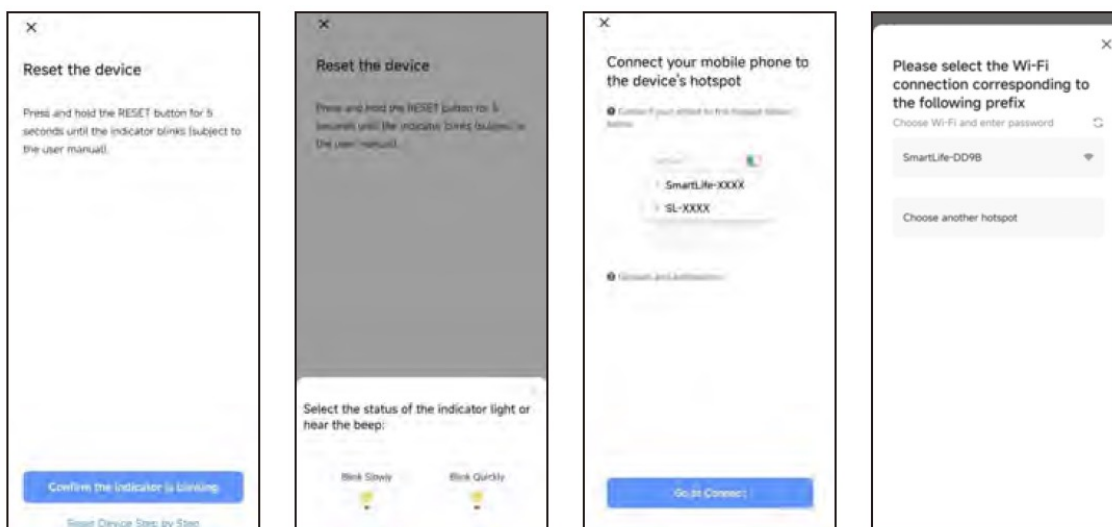 Reset the device
Press and hold the RESET button for 5
seconds until the indicator blinks (subject to
the user manual).
Confirm the indicator is blinking
Reset Device Step by Step
Reset the device
Press and hold the RESET button for 5
seconds until the indicator blinks (subject to
the user manual).
Select the status of the indicator light or
hear the beep:
Blink Slowly
Blink Quickly
Connect your mobile phone to
the device's hotspot
SmartLife-XXXX
SL-XXXX
Go to Connect
Please select the Wi-Fi
connection corresponding to
the following prefix
Choose Wi-Fi and enter password
SmartLife-DD9B
Choose another hotspot